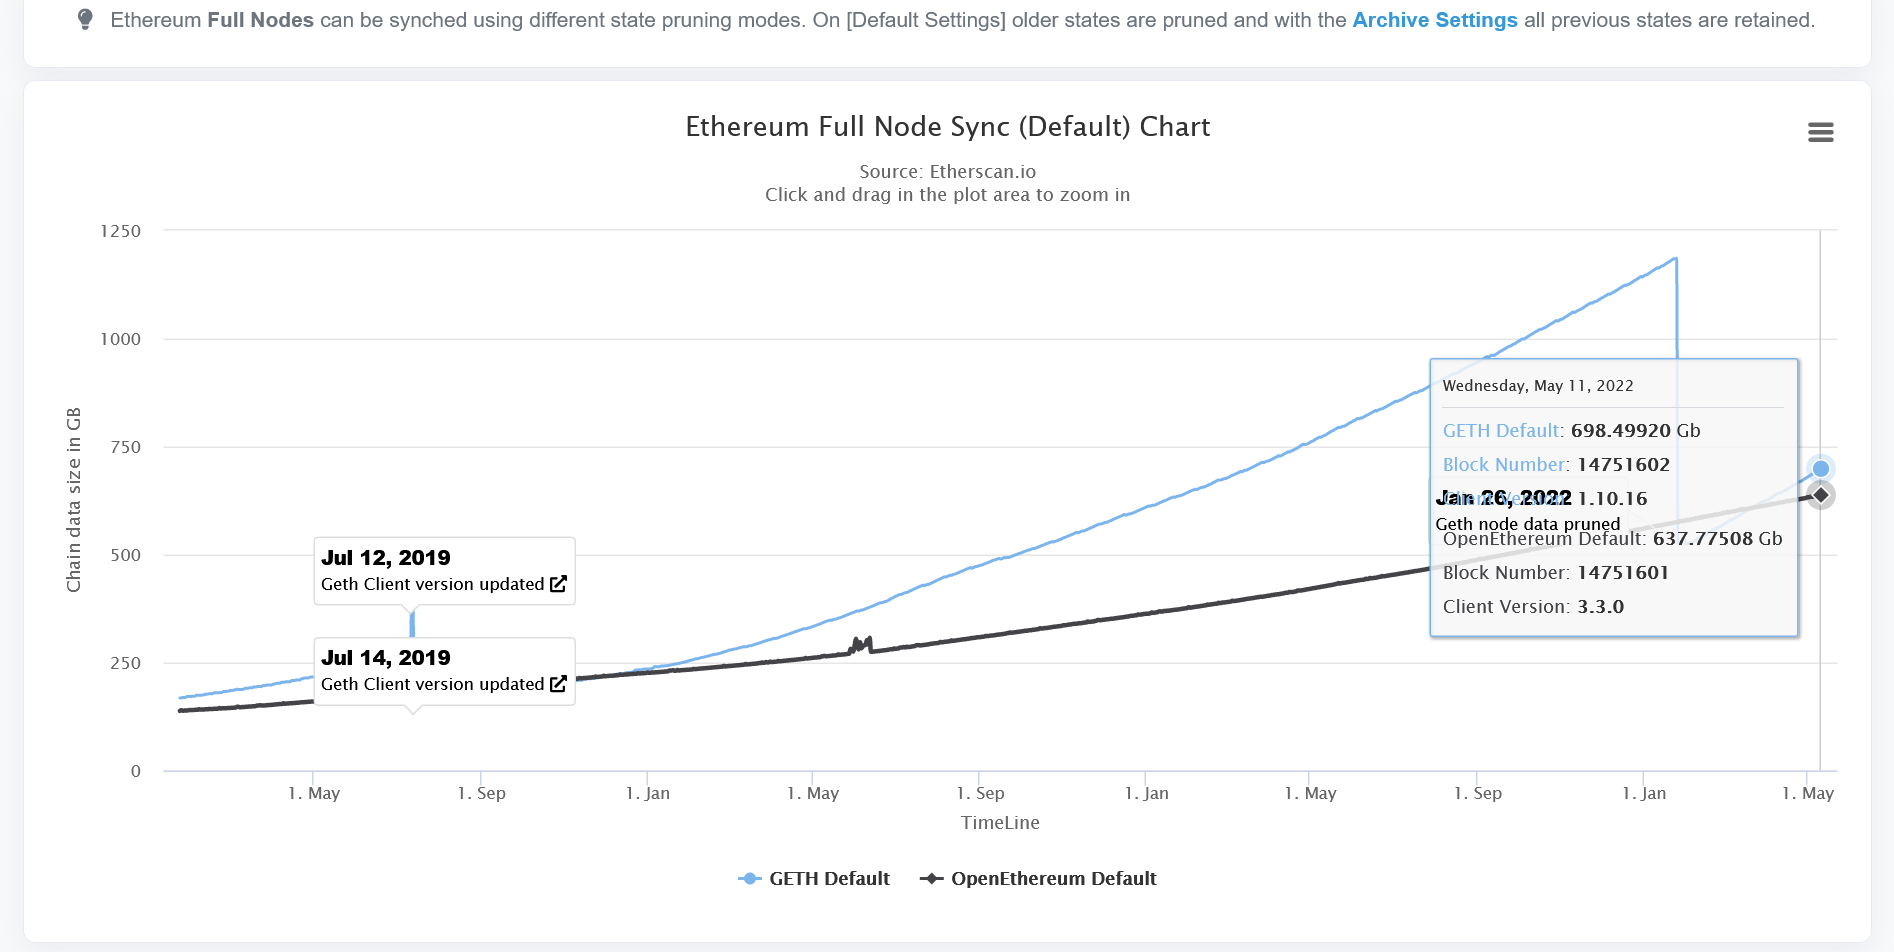 Ethereum Full Nodes can be synched using different state pruning modes. On [Default Settings] older states are pruned and with the Archive Settings all previous states are retained.
Ethereum Full Node Sync (Default) Chart
Source: Etherscan.io
Click and drag in the plot area to zoom in
Chain data size in GB
1250
1000
750
500
250
0
Jul 12, 2019
Geth Client version updated
Jul 14, 2019
Geth Client version updated
Wednesday, May 11, 2022
GETH Default: 698.49920 Gb
Block Number: 14751602
Client Version: 1.10.16
Jan 26, 2022
Geth node data pruned
OpenEthereum Default: 637.77508 Gb
Block Number: 14751601
Client Version: 3.3.0
1. May
1. Sep
1. Jan
1. May
1. Sep
1. Jan
1. May
1. Sep
1. Jan
1. May
TimeLine
GETH Default
OpenEthereum Default